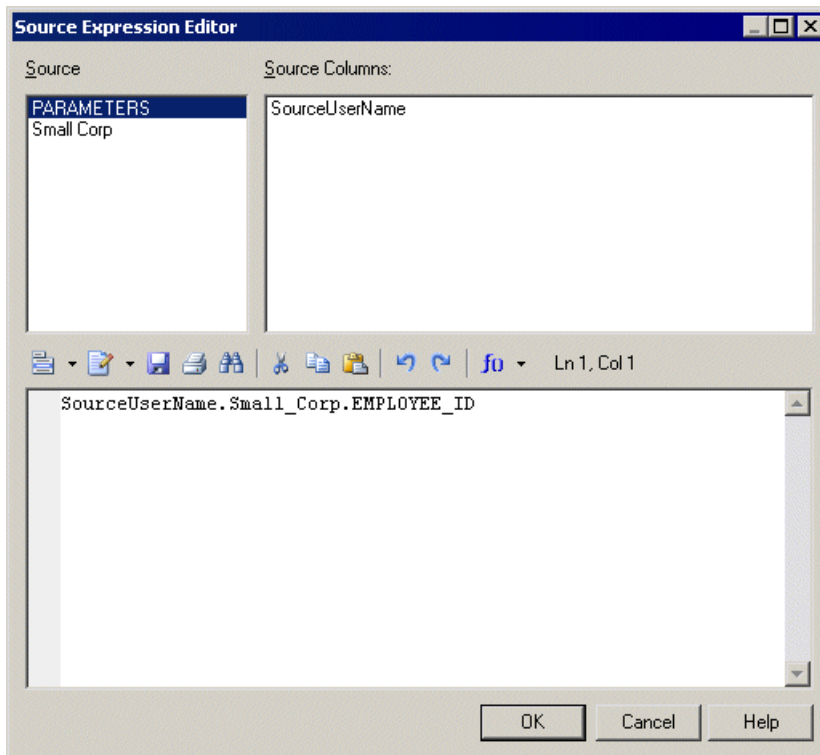 Source Expression Editor
Source Source Columns:
PARAMETERS SourceUserName
Small Corp
f() Ln 1, Col 1
SourceUserName.Small_Corp.EMPLOYEE_ID
OK Cancel Help